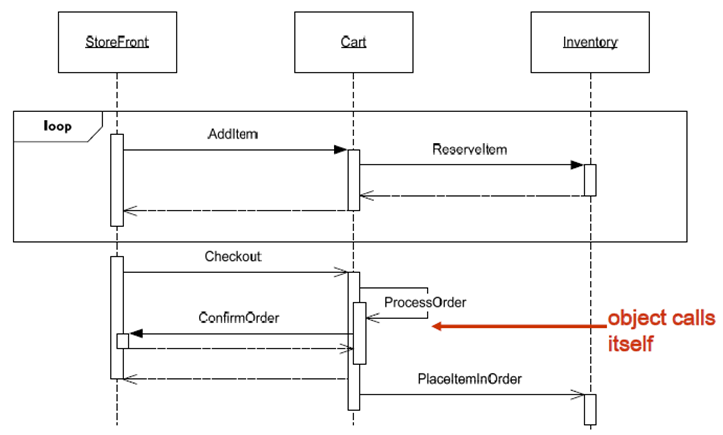 StoreFront
Cart
Inventory
loop
AddItem
ReserveItem
Checkout
ProcessOrder
ConfirmOrder
object calls
itself
PlaceItemInOrder